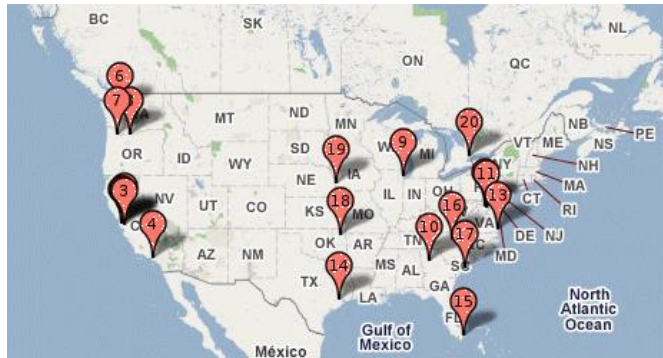 BC
AB
SK
ON
QC
NL
6
7
20
NB
PE
MT
ND
MN
VT
ME
NS
OR
ID
WY
SD
19
9
MI
NY
NH
MA
NE
IA
11
CT
RI
3
NV
UT
CO
KS
18
MO
IL
IN
OH
16
13
VA
DE
NJ
MD
4
AZ
NM
OK
AR
TN
10
17
SC
14
TX
MS
AL
GA
LA
15
FL
Gulf of
Mexico
North
Atlantic
Ocean
México